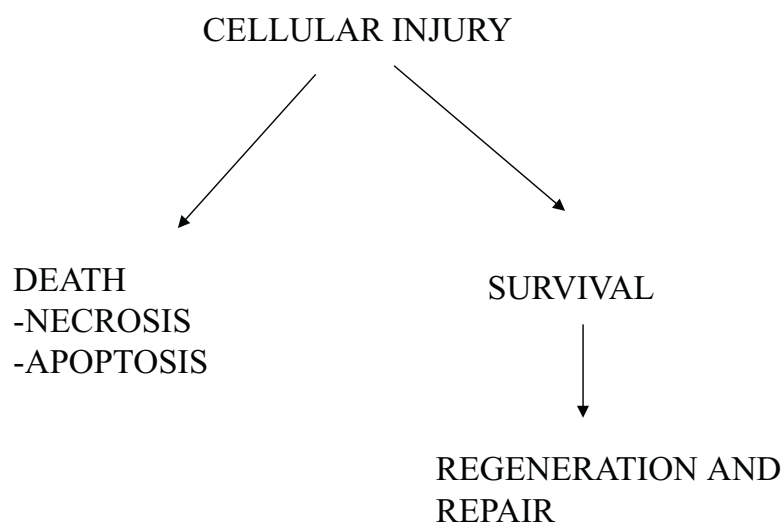 CELLULAR INJURY
DEATH
-NECROSIS
-APOPTOSIS
SURVIVAL
REGENERATION AND
REPAIR